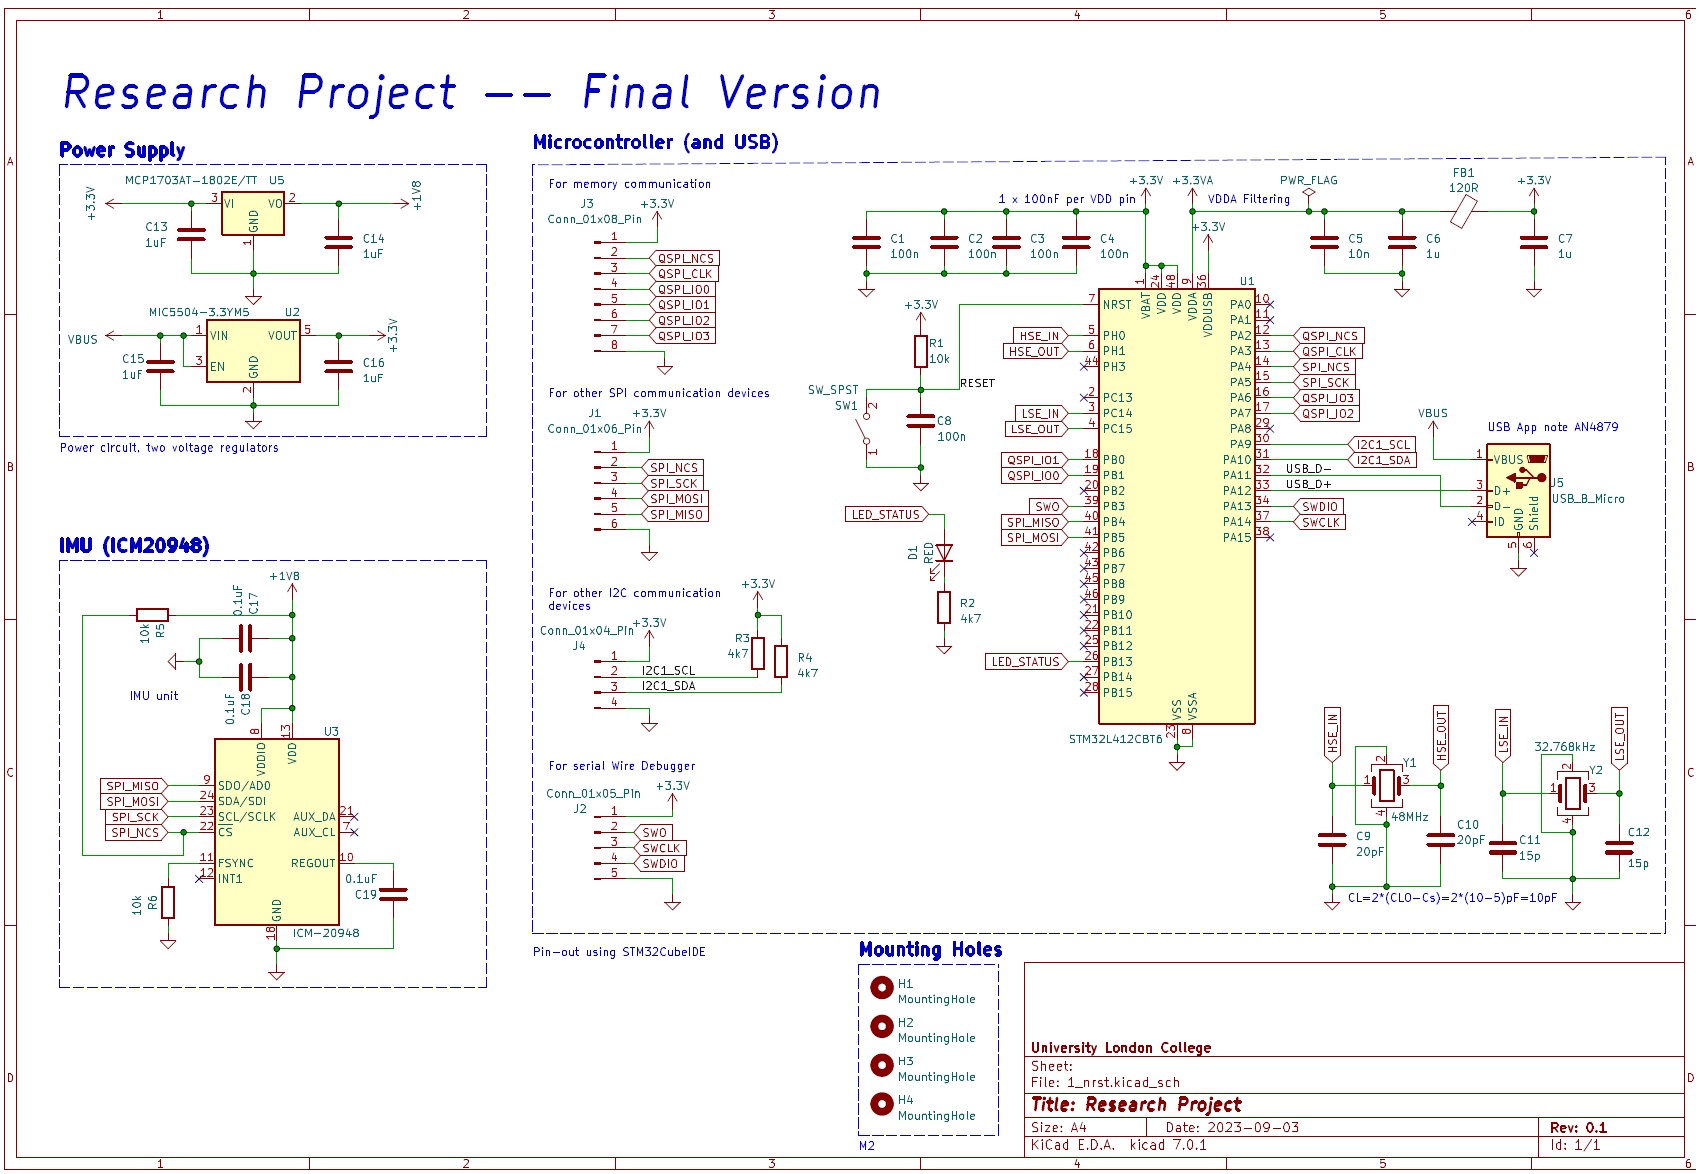 1 2 3 4 5 6
Research Project -- Final Version
Power Supply
MCP1703AT-1802E/TT U5
+3.3V
3 VI VO 2
GND
1
+1V8
C13
1uF
C14
1uF
MIC5504-3.3YM5 U2
VBUS
1 VIN VOUT 5
3 EN
GND
2
+3.3V
C15
1uF
C16
1uF
Power circuit, two voltage regulators
IMU (ICM20948)
+1V8
0.1uF
C17
10k
R5
0.1uF
C18
IMU unit
U3
8 VDDIO
13 VDD
SPI_MISO 9 SDO/AD0
SPI_MOSI 24 SDA/SDI
SPI_SCK 23 SCL/SCLK
SPI_NCS 22 CS
AUX_DA 21
AUX_CL 7
11 FSYNC
12 INT1
REGOUT 10
0.1uF
C19
10k
R6
GND
18
ICM-20948
Microcontroller (and USB)
For memory communication
J3
Conn_01x08_Pin
+3.3V
1
2 QSPI_NCS
3 QSPI_CLK
4 QSPI_IO0
5 QSPI_IO1
6 QSPI_IO2
7 QSPI_IO3
8
For other SPI communication devices
J1
Conn_01x06_Pin
+3.3V
1
2 SPI_NCS
3 SPI_SCK
4 SPI_MOSI
5 SPI_MISO
6
For other I2C communication
devices
Conn_01x04_Pin
J4
+3.3V
1
2 I2C1_SCL
3 I2C1_SDA
4
+3.3V
R3
4k7
R4
4k7
For serial Wire Debugger
Conn_01x05_Pin
J2
+3.3V
1
2 SWO
3 SWCLK
4 SWDIO
5
Pin-out using STM32CubeIDE
1 x 100nF per VDD pin
+3.3V
+3.3VA
VDDA Filtering
PWR_FLAG
FB1
120R
+3.3V
+3.3V
C1
100n
C2
100n
C3
100n
C4
100n
C5
10n
C6
1u
C7
1u
+3.3V
R1
10k
RESET
SW_SPST
SW1
2
1
C8
100n
LED_STATUS
D1
RED
R2
4k7
U1
1 VBAT
24 VDD
48 VDD
9 VDDA
36 VDDUSB
7 NRST
HSE_IN 5 PH0
HSE_OUT 6 PH1
44 PH3
2 PC13
LSE_IN 3 PC14
LSE_OUT 4 PC15
QSPI_IO1 18 PB0
QSPI_IO0 19 PB1
20 PB2
SWO 39 PB3
SPI_MISO 40 PB4
SPI_MOSI 41 PB5
42 PB6
43 PB7
45 PB8
46 PB9
21 PB10
22 PB11
25 PB12
LED_STATUS 26 PB13
27 PB14
28 PB15
PA0 10
PA1 11
PA2 12 QSPI_NCS
PA3 13 QSPI_CLK
PA4 14 SPI_NCS
PA5 15 SPI_SCK
PA6 16 QSPI_IO3
PA7 17 QSPI_IO2
PA8 29
PA9 30 I2C1_SCL
PA10 31 I2C1_SDA
PA11 32 USB_D-
PA12 33 USB_D+
PA13 34 SWDIO
PA14 37 SWCLK
PA15 38
23 VSS
8 VSSA
STM32L412CBT6
VBUS
USB App note AN4879
1 VBUS
3 D+
2 D-
4 ID
GND
5
Shield
6
J5
USB_B_Micro
HSE_IN
HSE_OUT
Y1
1 2 3 4
48MHz
C9
20pF
C10
20pF
LSE_IN
LSE_OUT
32.768kHz
Y2
1 2 3 4
C11
15p
C12
15p
CL=2*(CLO-Cs)=2*(10-5)pF=10pF
Mounting Holes
H1
MountingHole
H2
MountingHole
H3
MountingHole
H4
MountingHole
M2
University London College
Sheet:
File: 1_nrst.kicad_sch
Title: Research Project
Size: A4 Date: 2023-09-03 Rev: 0.1
KiCad E.D.A. kicad 7.0.1 Id: 1/1
A A
B B
C C
D D
1 2 3 4 5 6